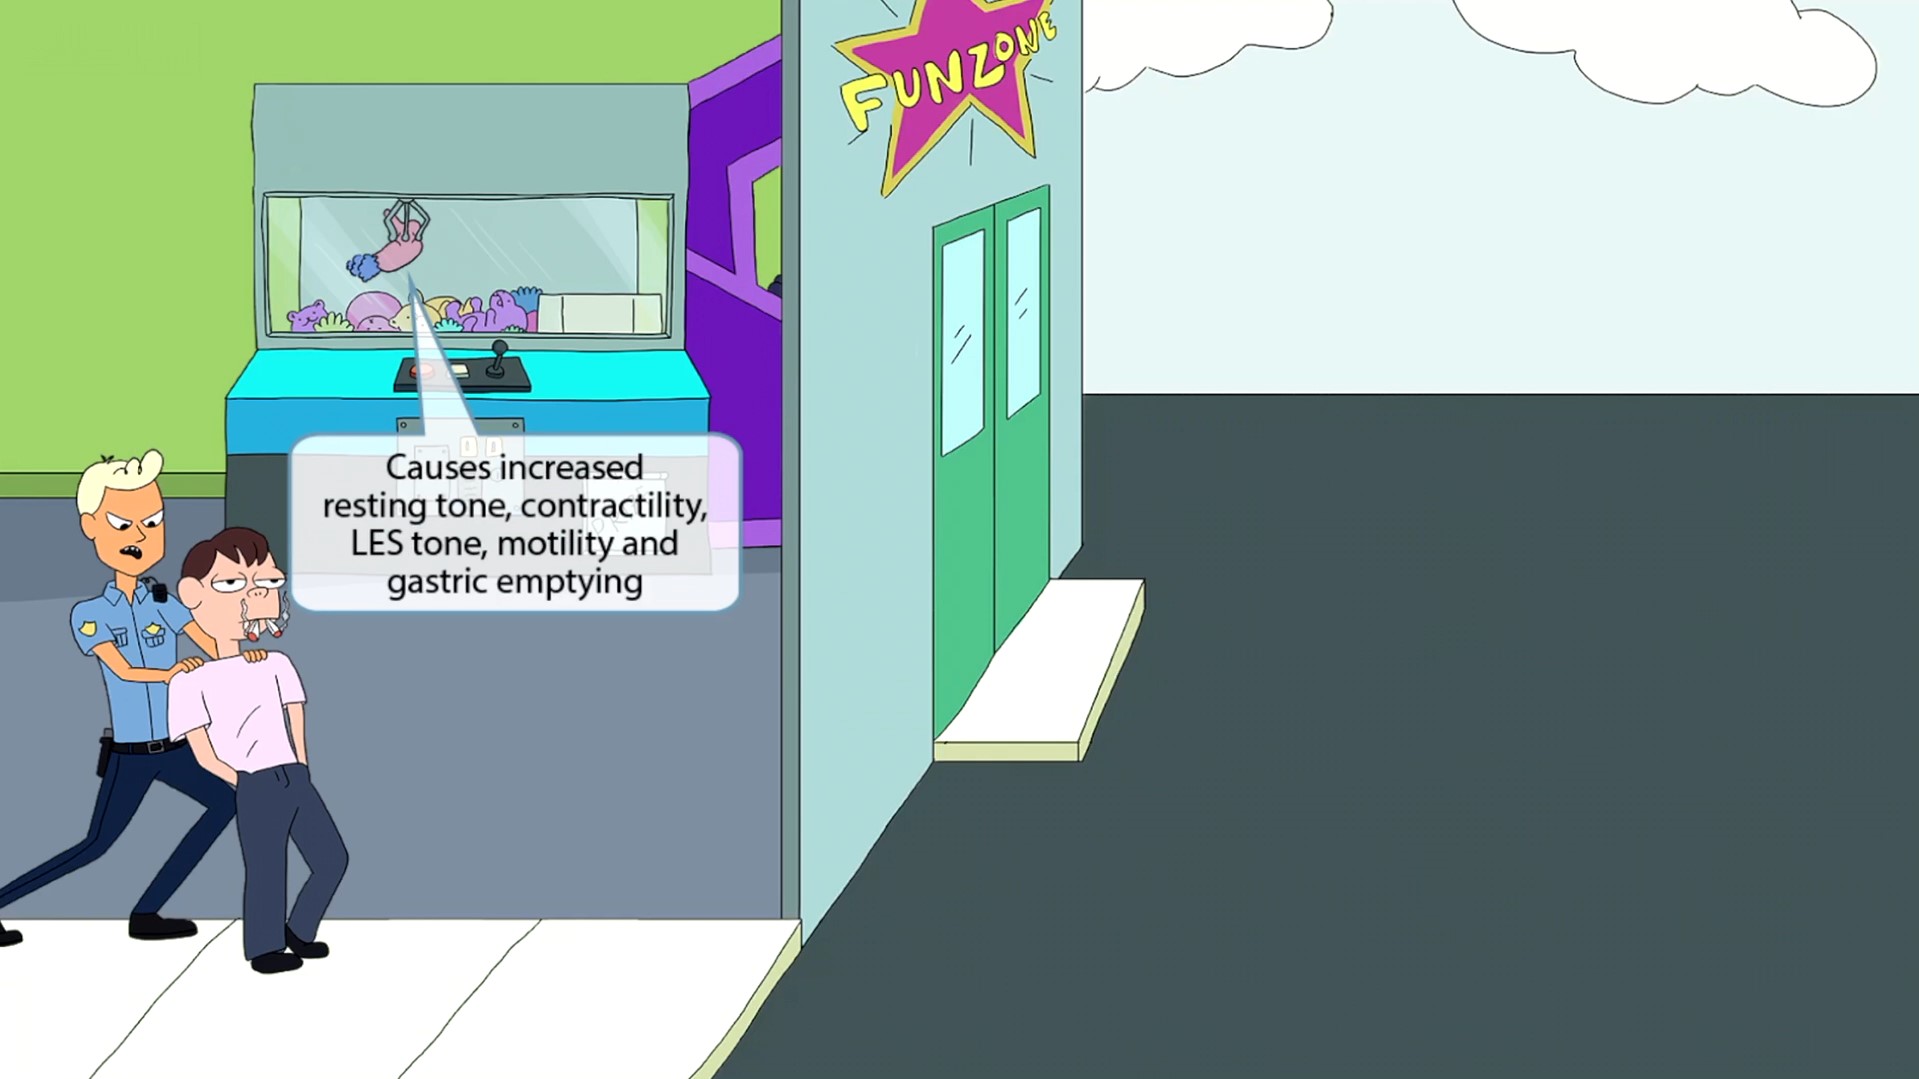 FUNZONE
Causes increased
resting tone, contractility,
LES tone, motility and
gastric emptying